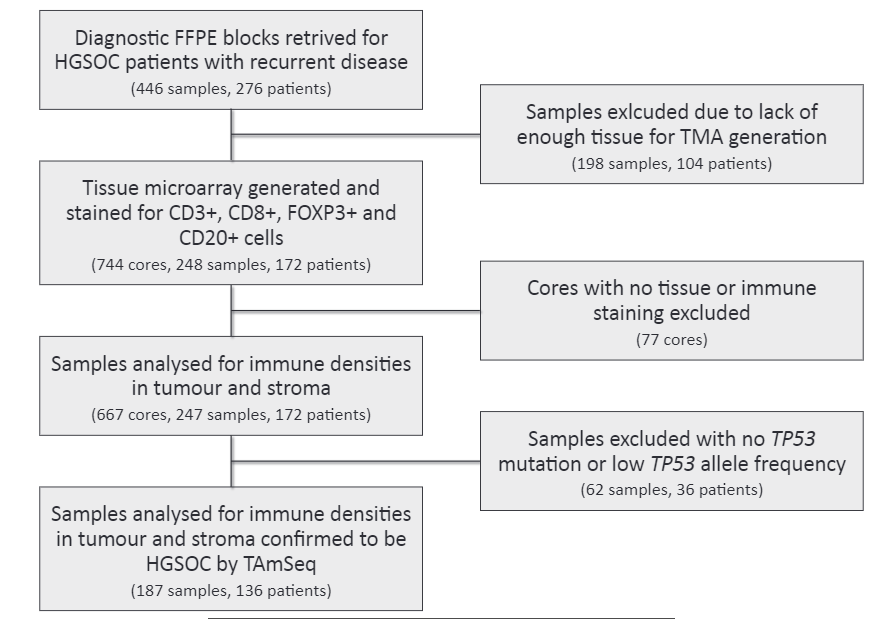 Diagnostic FFPE blocks retrived for
HGSOC patients with recurrent disease
(446 samples, 276 patients)
Samples exlcuded due to lack of
enough tissue for TMA generation
(198 samples, 104 patients)
Tissue microarray generated and
stained for CD3+, CD8+, FOXP3+ and
CD20+ cells
(744 cores, 248 samples, 172 patients)
Cores with no tissue or immune
staining excluded
(77 cores)
Samples analysed for immune densities
in tumour and stroma
(667 cores, 247 samples, 172 patients)
Samples excluded with no TP53
mutation or low TP53 allele frequency
(62 samples, 36 patients)
Samples analysed for immune densities
in tumour and stroma confirmed to be
HGSOC by TAmSeq
(187 samples, 136 patients)